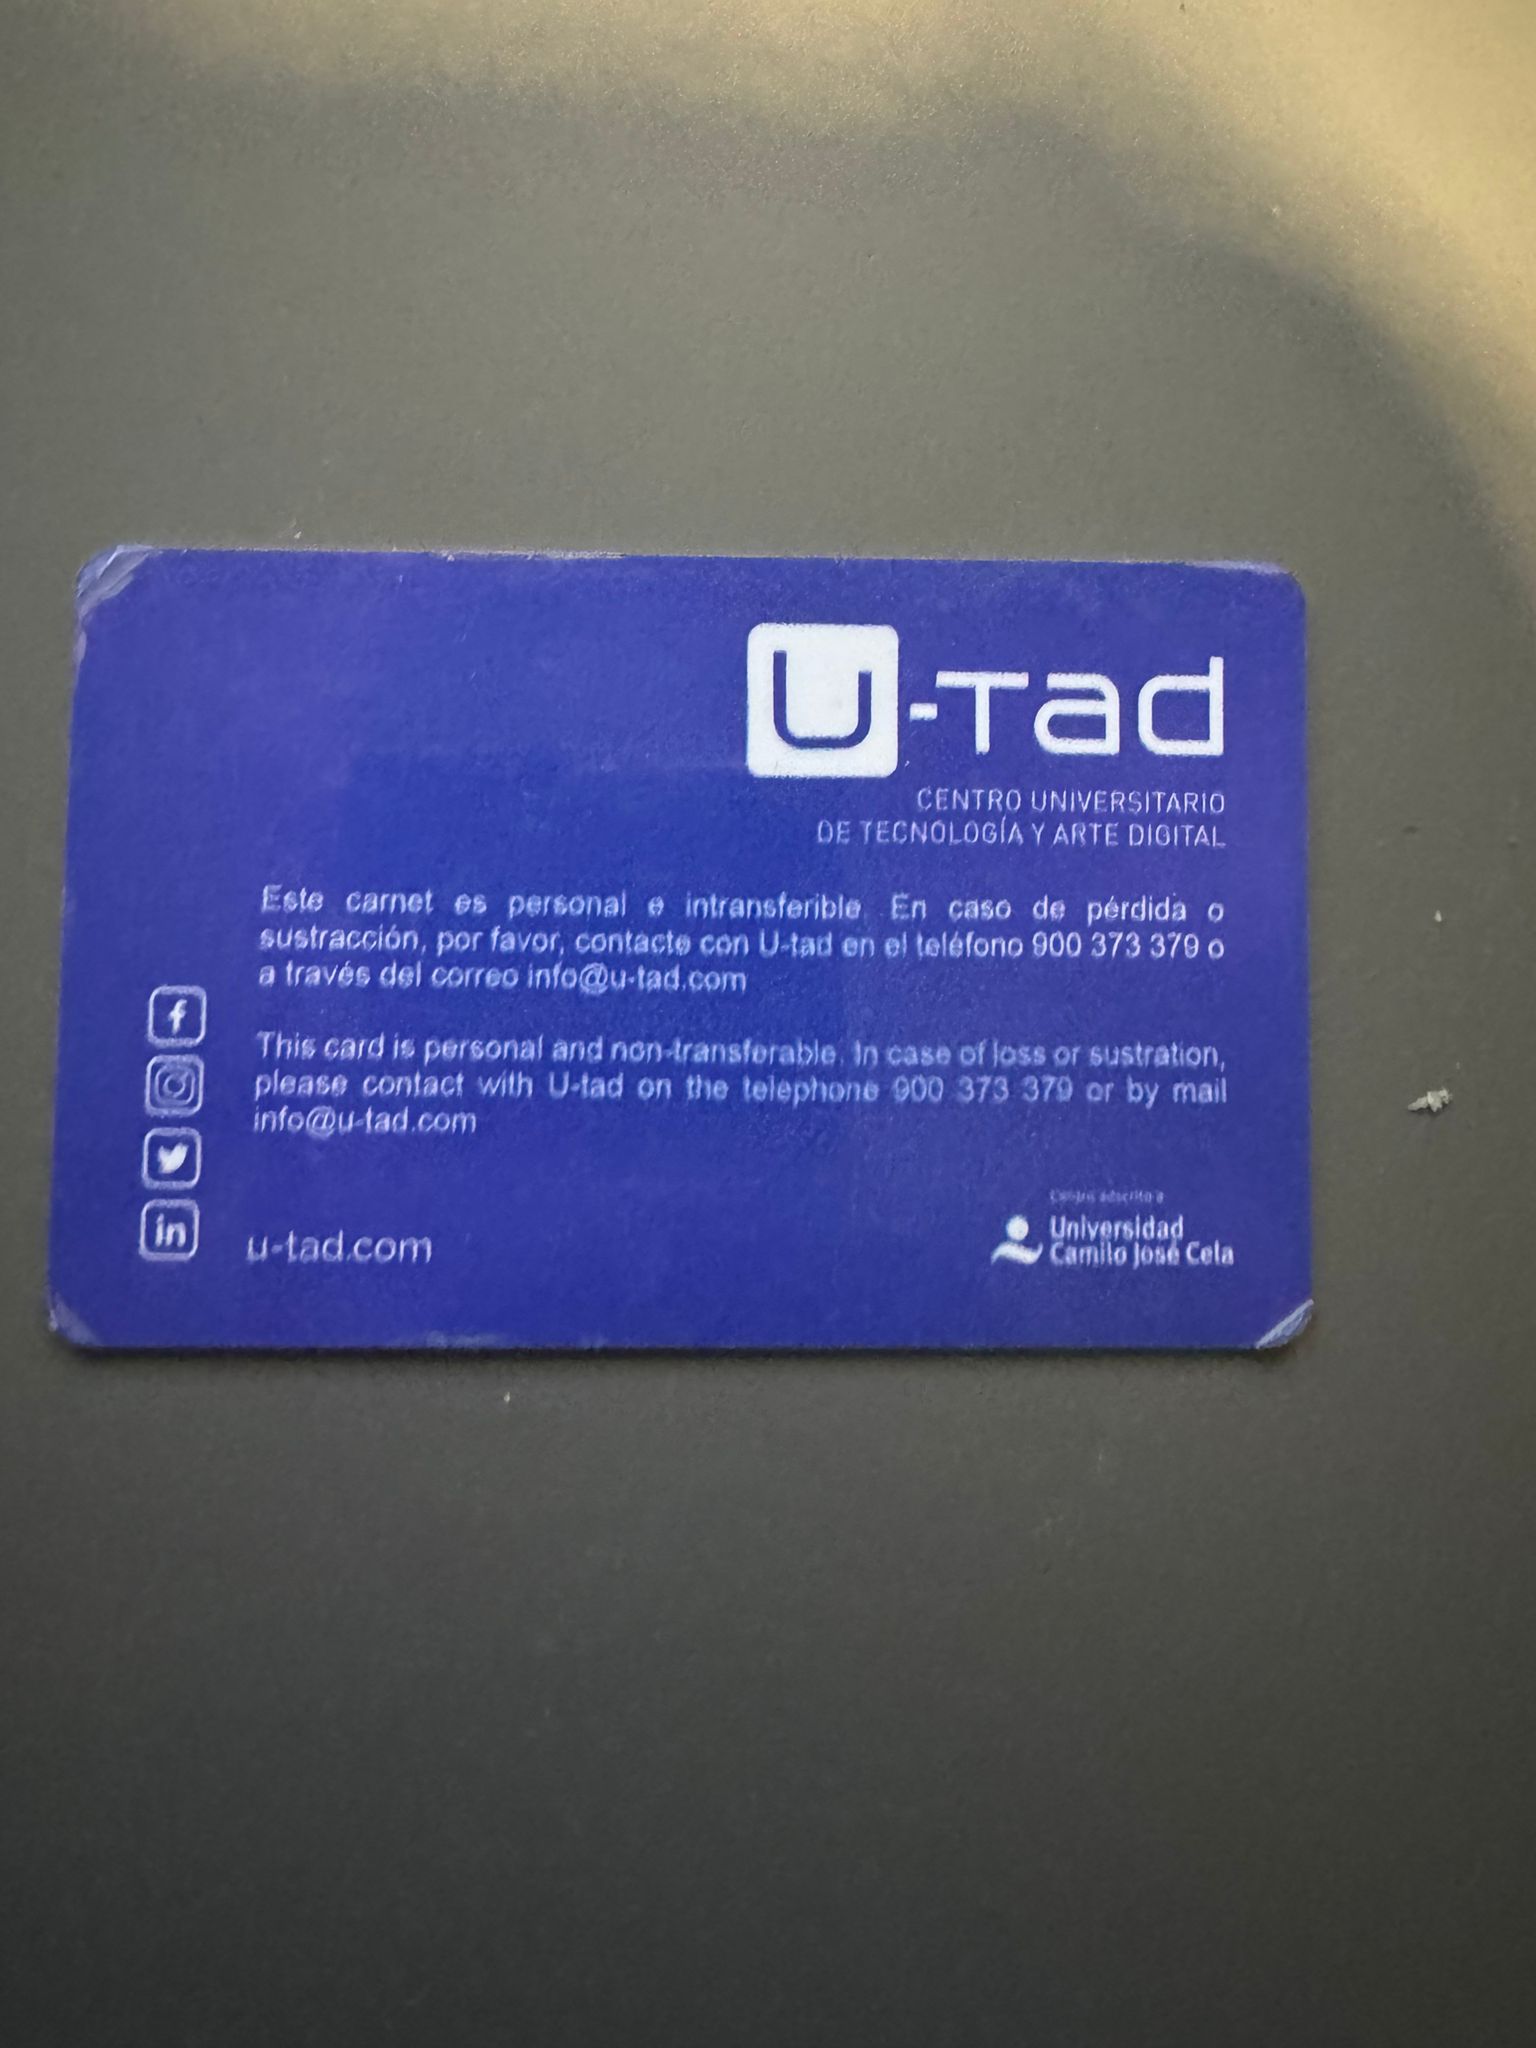 U-tad
CENTRO UNIVERSITARIO
DE TECNOLOGÍA Y ARTE DIGITAL
Este carnet es personal e intransferible. En caso de pérdida o
sustracción, por favor, contacte con U-tad en el teléfono 900 373 379 o
a través del correo info@u-tad.com
This card is personal and non-transferable. In case of loss or sustration,
please contact with U-tad on the telephone 900 373 379 or by mail
info@u-tad.com
u-tad.com
adscrito a
Universidad
Camilo José Cela